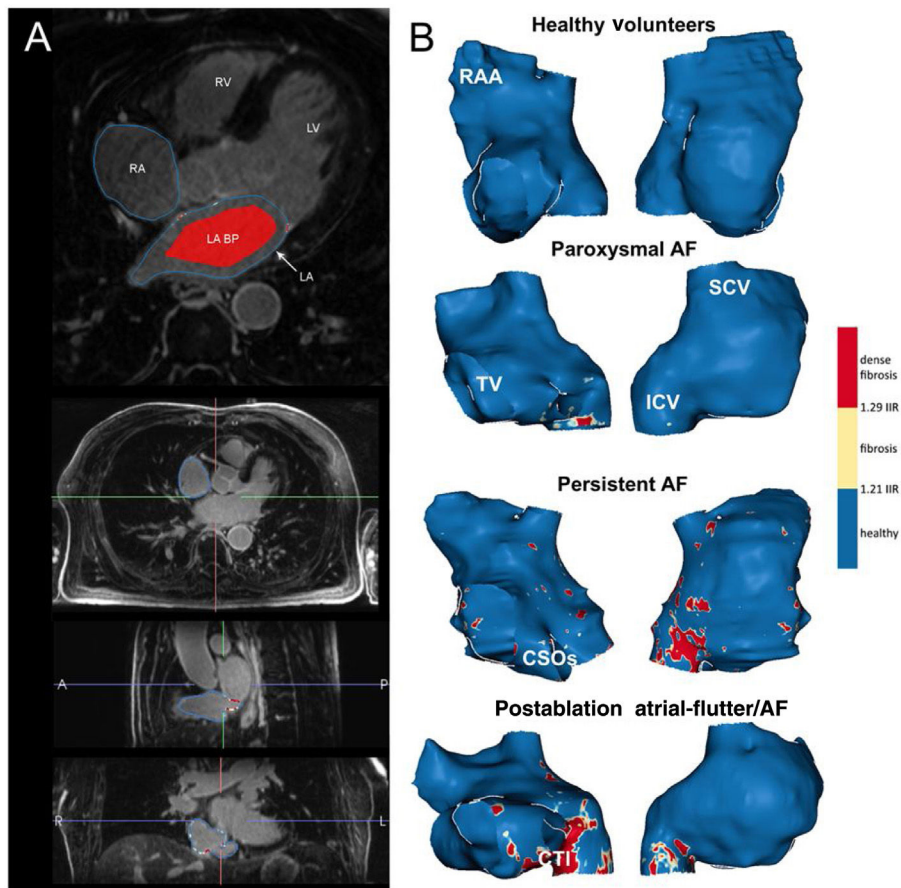 A
RV
LV
RA
LA BP
LA
A
P
R
L
B
Healthy volunteers
RAA
Paroxysmal AF
SCV
TV
ICV
Persistent AF
CSOs
Postablation atrial-flutter/AF
CTI
dense
fibrosis
1.29 IIR
fibrosis
1.21 IIR
healthy